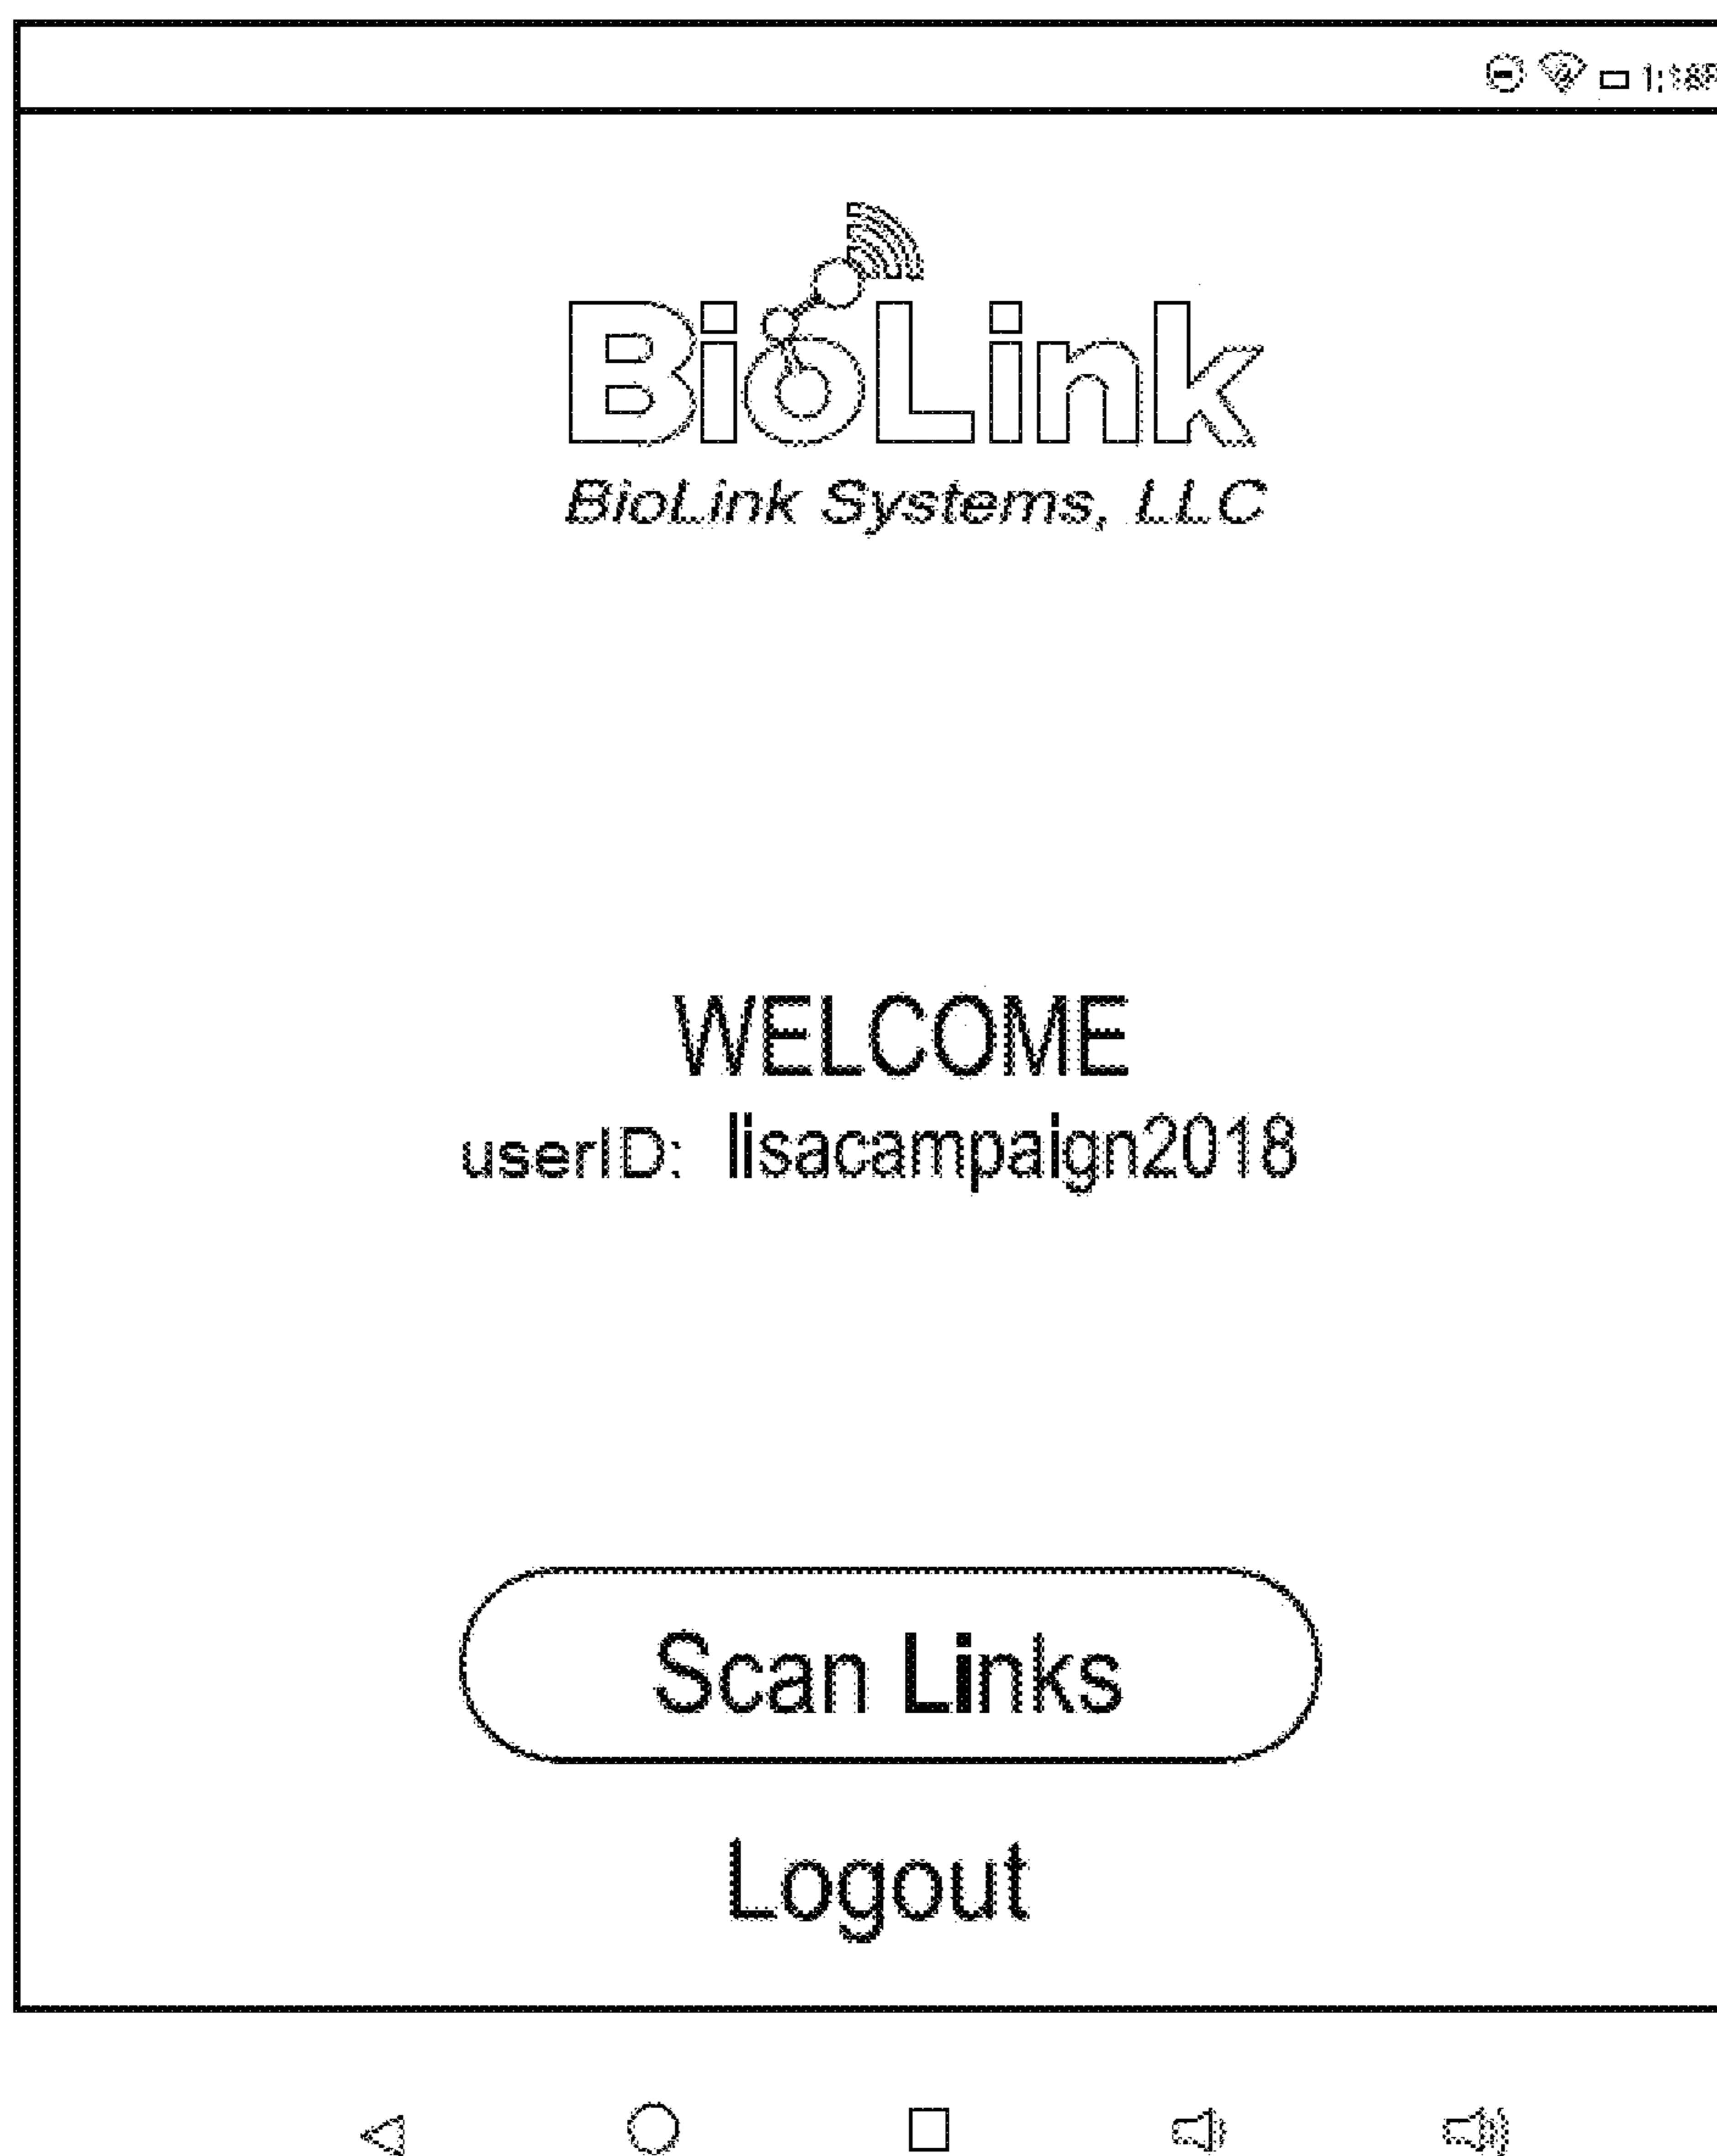 BioLink
BioLink Systems, LLC
WELCOME
userID: lisacampaign2018
Scan Links
Logout